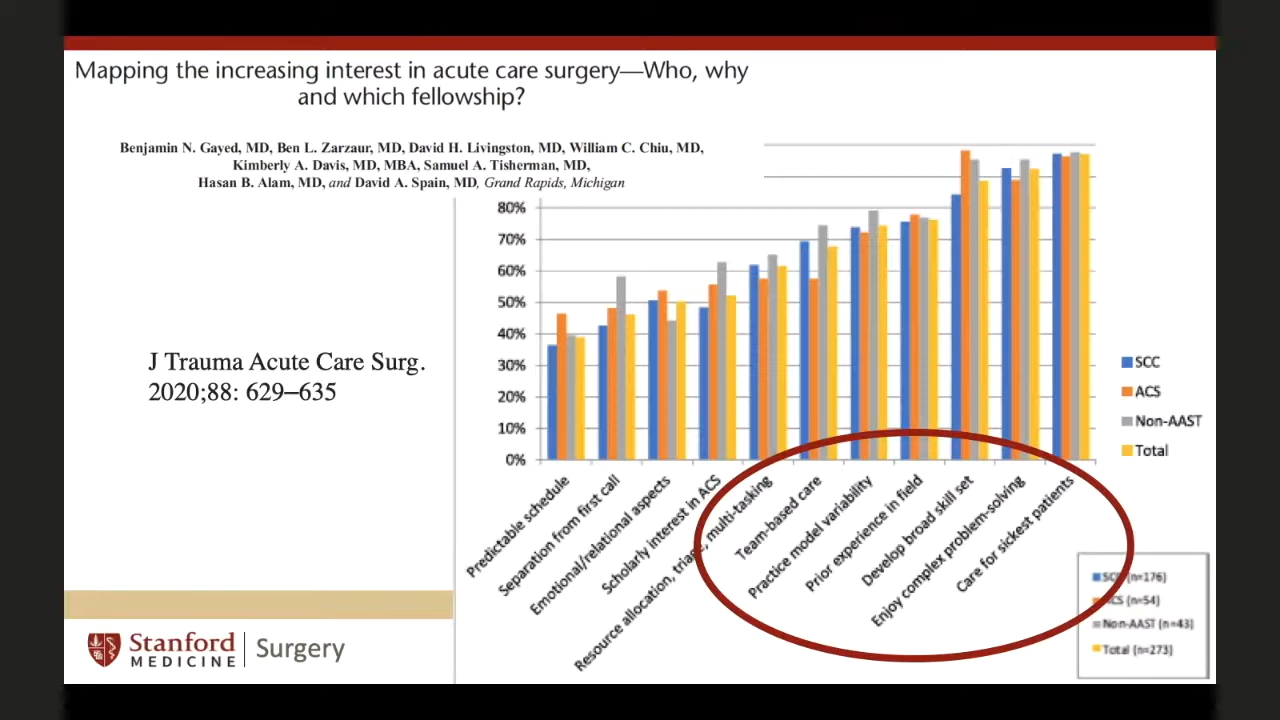 Mapping the increasing interest in acute care surgery—Who, why
and which fellowship?
Benjamin N. Gayed, MD, Ben L. Zarzaur, MD, David H. Livingston, MD, William C. Chiu, MD,
Kimberly A. Davis, MD, MBA, Samuel A. Tisherman, MD,
Hasan B. Alam, MD, and David A. Spain, MD, Grand Rapids, Michigan
J Trauma Acute Care Surg.
2020;88: 629–635
80%
70%
60%
50%
40%
30%
20%
10%
0%
Predictable schedule
Separation from first call
Emotional/relational aspects
Scholarly interest in ACS
Resource allocation, triage, multi-tasking
Team-based care
Practice model variability
Prior experience in field
Develop broad skill set
Enjoy complex problem-solving
Care for sickest patients
SCC
ACS
Non-AAST
Total
SCC (n=176)
ACS (n=54)
Non-AAST (n=43)
Total (n=273)
Stanford
MEDICINE
Surgery